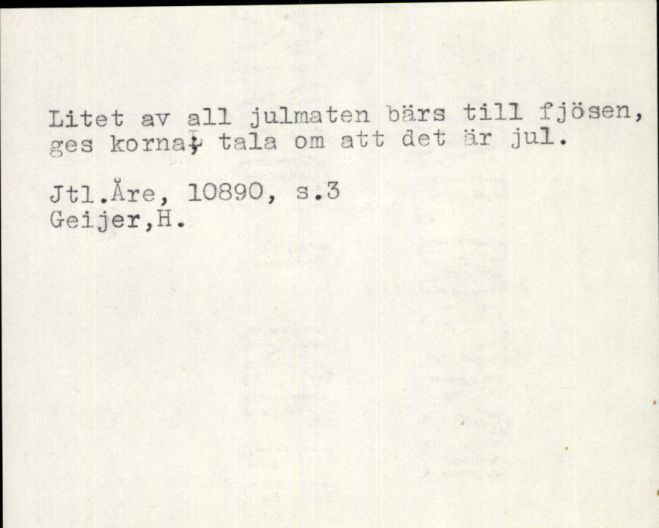 Litet av all julmaten bärs till fjösen,
ges korna; tala om att det är jul.
Jtl.Åre, 10890, s.3
Geijer,H.